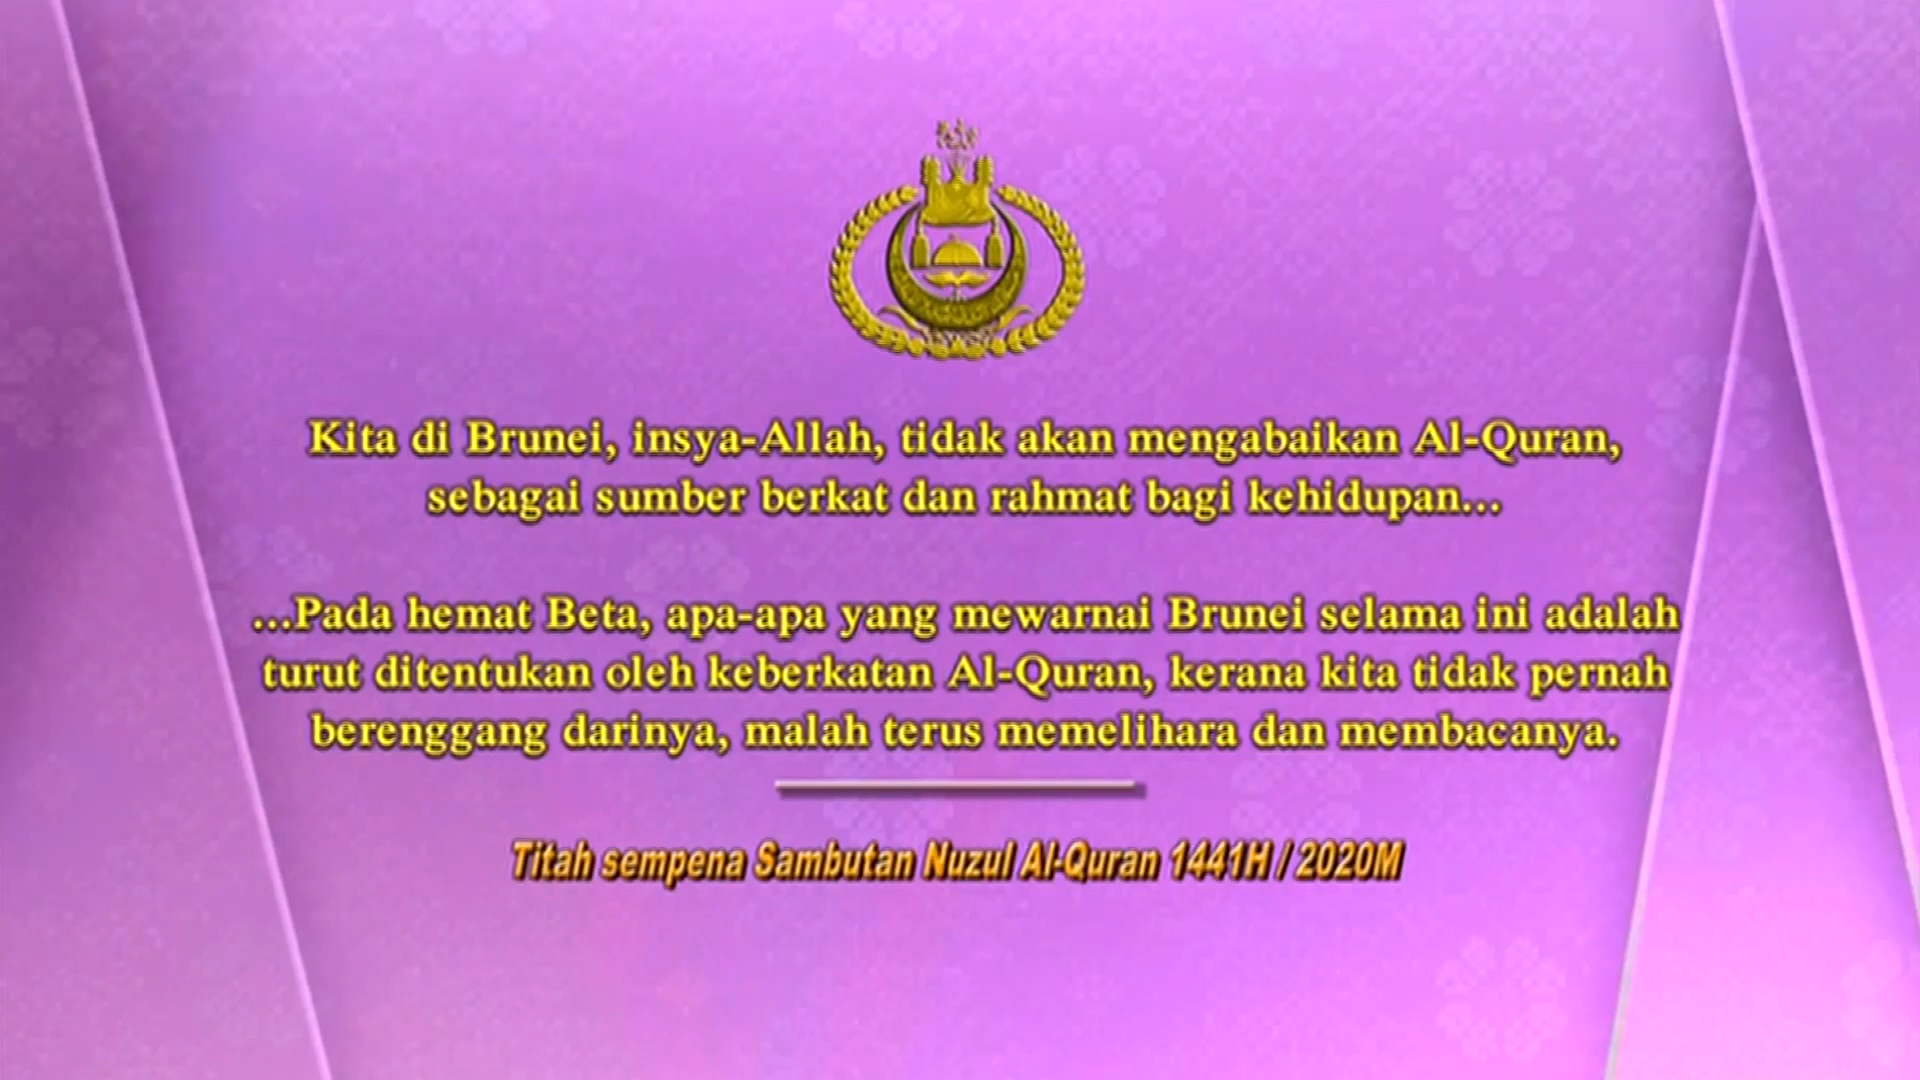 Kita di Brunei, insya-Allah, tidak akan mengabaikan Al-Quran,
sebagai sumber berkat dan rahmat bagi kehidupan...
...Pada hemat Beta, apa-apa yang mewarnai Brunei selama ini adalah
turut ditentukan oleh keberkatan Al-Quran, kerana kita tidak pernah
berenggang darinya, malah terus memelihara dan membacanya.
Titah sempena Sambutan Nuzul Al-Quran 1441H / 2020M